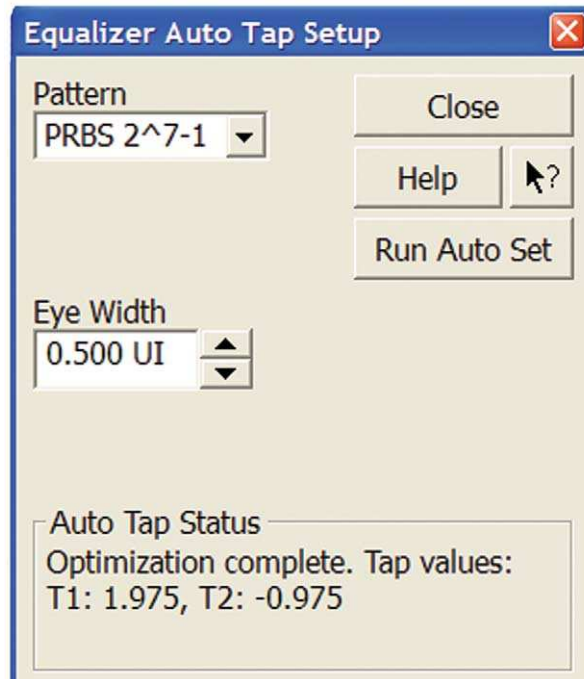 Equalizer Auto Tap Setup
Pattern
PRBS 2^7-1
Close
Help
?
Run Auto Set
Eye Width
0.500 UI
Auto Tap Status
Optimization complete. Tap values:
T1: 1.975, T2: -0.975